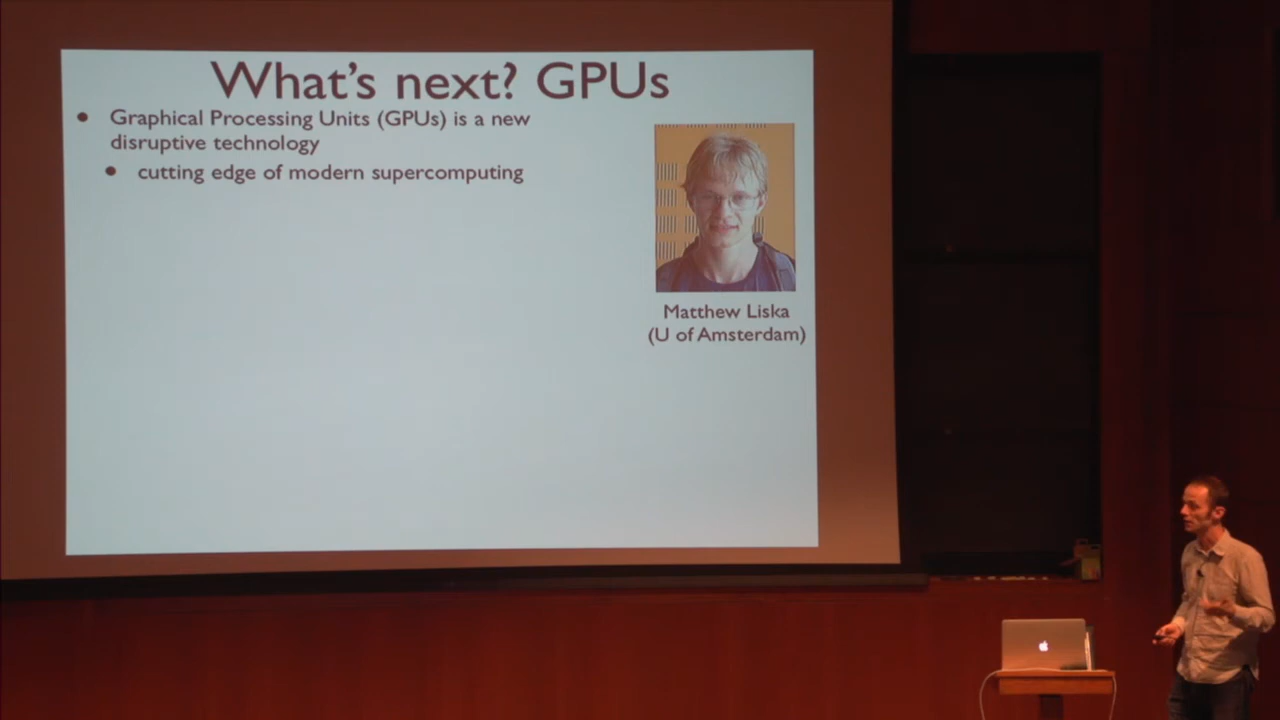 What's next? GPUs
• Graphical Processing Units (GPUs) is a new
disruptive technology
• cutting edge of modern supercomputing
Matthew Liska
(U of Amsterdam)